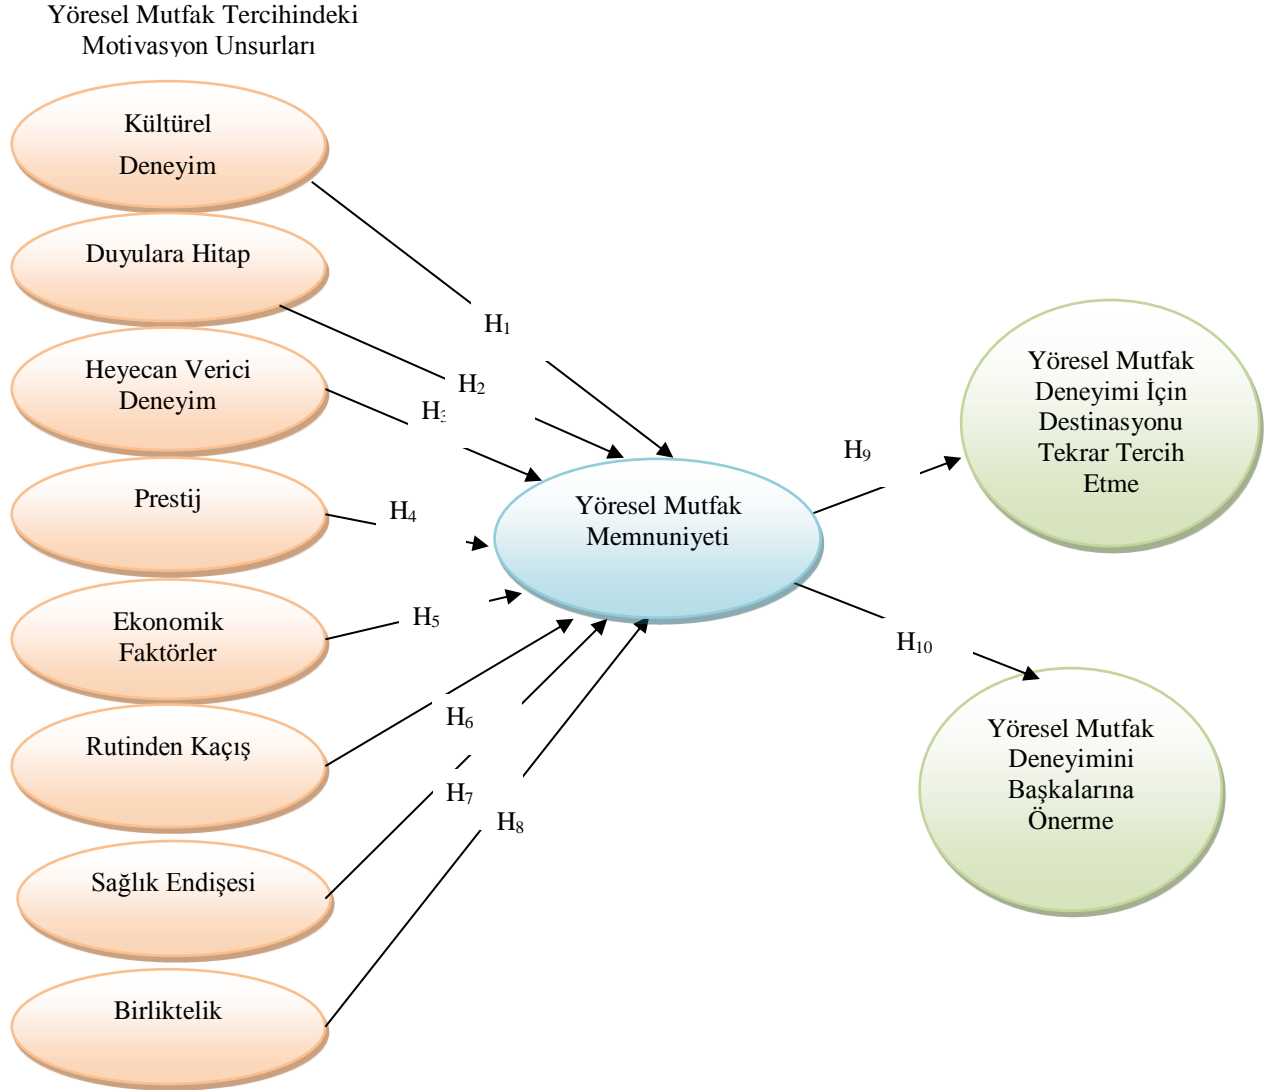 Yöresel Mutfak Tercihindeki
Motivasyon Unsurları
Kültürel
Deneyim
Duyulara Hitap
Heyecan Verici
Deneyim
Prestij
Ekonomik
Faktörler
Rutinden Kaçış
Sağlık Endişesi
Birliktelik
H₁
H₂
H₃
H₄
H₅
H₆
H₇
H₈
Yöresel Mutfak
Memnuniyeti
H₉
H₁₀
Yöresel Mutfak
Deneyimi İçin
Destinasyonu
Tekrar Tercih
Etme
Yöresel Mutfak
Deneyimini
Başkalarına
Önerme